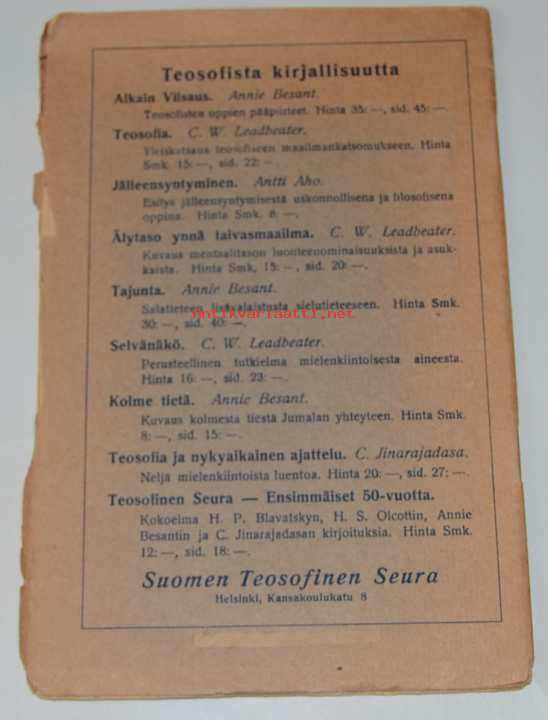 Teosofista kirjallisuutta
Aikain Viisaus. Annie Besant.
Teosofisten oppien pääpiirteet. Hinta 35: —, sid. 45: —.
Teosofia. C. W. Leadbeater.
Yleiskatsaus teosofiseen maailmankatsomukseen. Hinta
Smk. 15: —, sid. 22: —.
Jälleensyntyminen. Antti Aho.
Esitys jälleensyntymisestä uskonnollisena ja filosofisena
oppina. Hinta Smk. 8: —.
Älytaso ynnä taivasmaailma. C. W. Leadbeater.
Kuvaus mentaalitason luonteenominaisuuksista ja asuk-
kaista. Hinta Smk, 15: —, sid. 20: —.
Tajunta. Annie Besant.
Salatieteen lisävalaistusta sielutieteeseen. Hinta Smk.
30: —, sid. 40: —.
antikvariaatti.net
Selvänäkö. C. W. Leadbeater.
Perusteellinen tutkielma mielenkiintoisesta aineesta.
Hinta 16: —, sid. 23: —.
Kolme tietä. Annie Besant.
Kuvaus kolmesta tiestä Jumalan yhteyteen. Hinta Smk.
8: —, sid. 15: —.
Teosofia ja nykyaikainen ajattelu. C. Jinarajadasa.
Neljä mielenkiintoista luentoa. Hinta 20: —, sid. 27: —.
Teosofinen Seura — Ensimmäiset 50-vuotta.
Kokoelma H. P. Blavatskyn, H. S. Olcottin, Annie
Besantin ja C. Jinarajadasan kirjoituksia. Hinta Smk.
12: —, sid. 18: —.
Suomen Teosofinen Seura
Helsinki, Kansakoulukatu 8